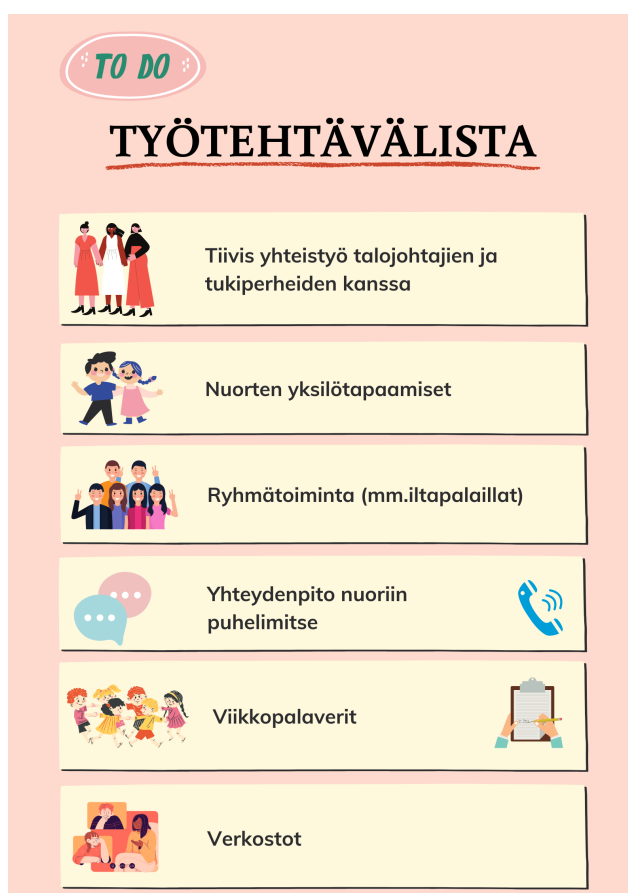 TO DO
TYÖTEHTÄVÄLISTA
Tiivis yhteistyö talojohtajien ja
tukiperheiden kanssa
Nuorten yksilötapaamiset
Ryhmätoiminta (mm.iltapalaillat)
Yhteydenpito nuoriin
puhelimitse
Viikkopalaverit
Verkostot